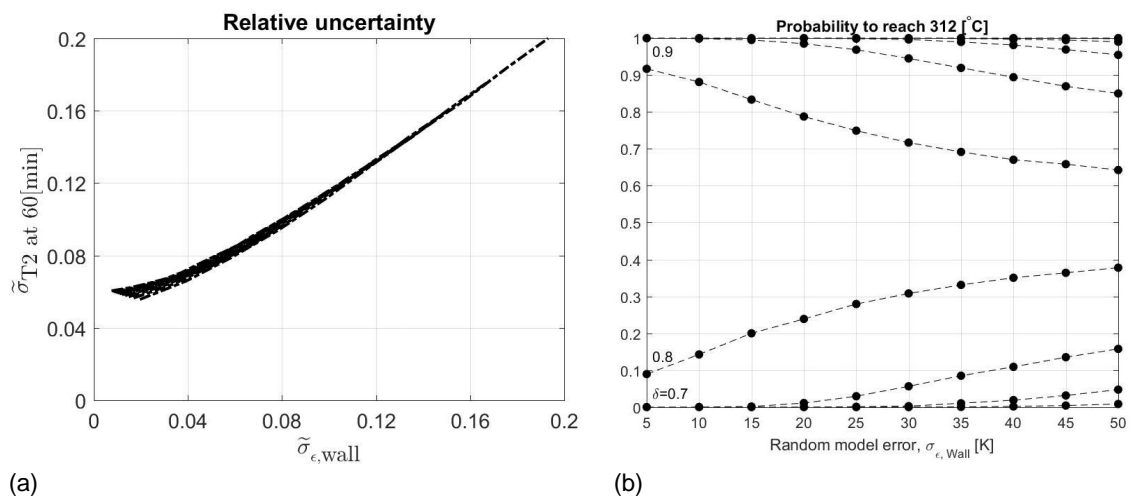 Relative uncertainty
0.2
0.16
0.12
0.08
0.04
0
σ̃T2 at 60[min]
0 0.04 0.08 0.12 0.16 0.2
σ̃ϵ,wall
(a)
Probability to reach 312 [°C]
1
0.9
0.8
0.7
0.6
0.5
0.4
0.3
0.2
0.1
0
0.9
0.8
δ=0.7
5 10 15 20 25 30 35 40 45 50
Random model error, σϵ, Wall [K]
(b)